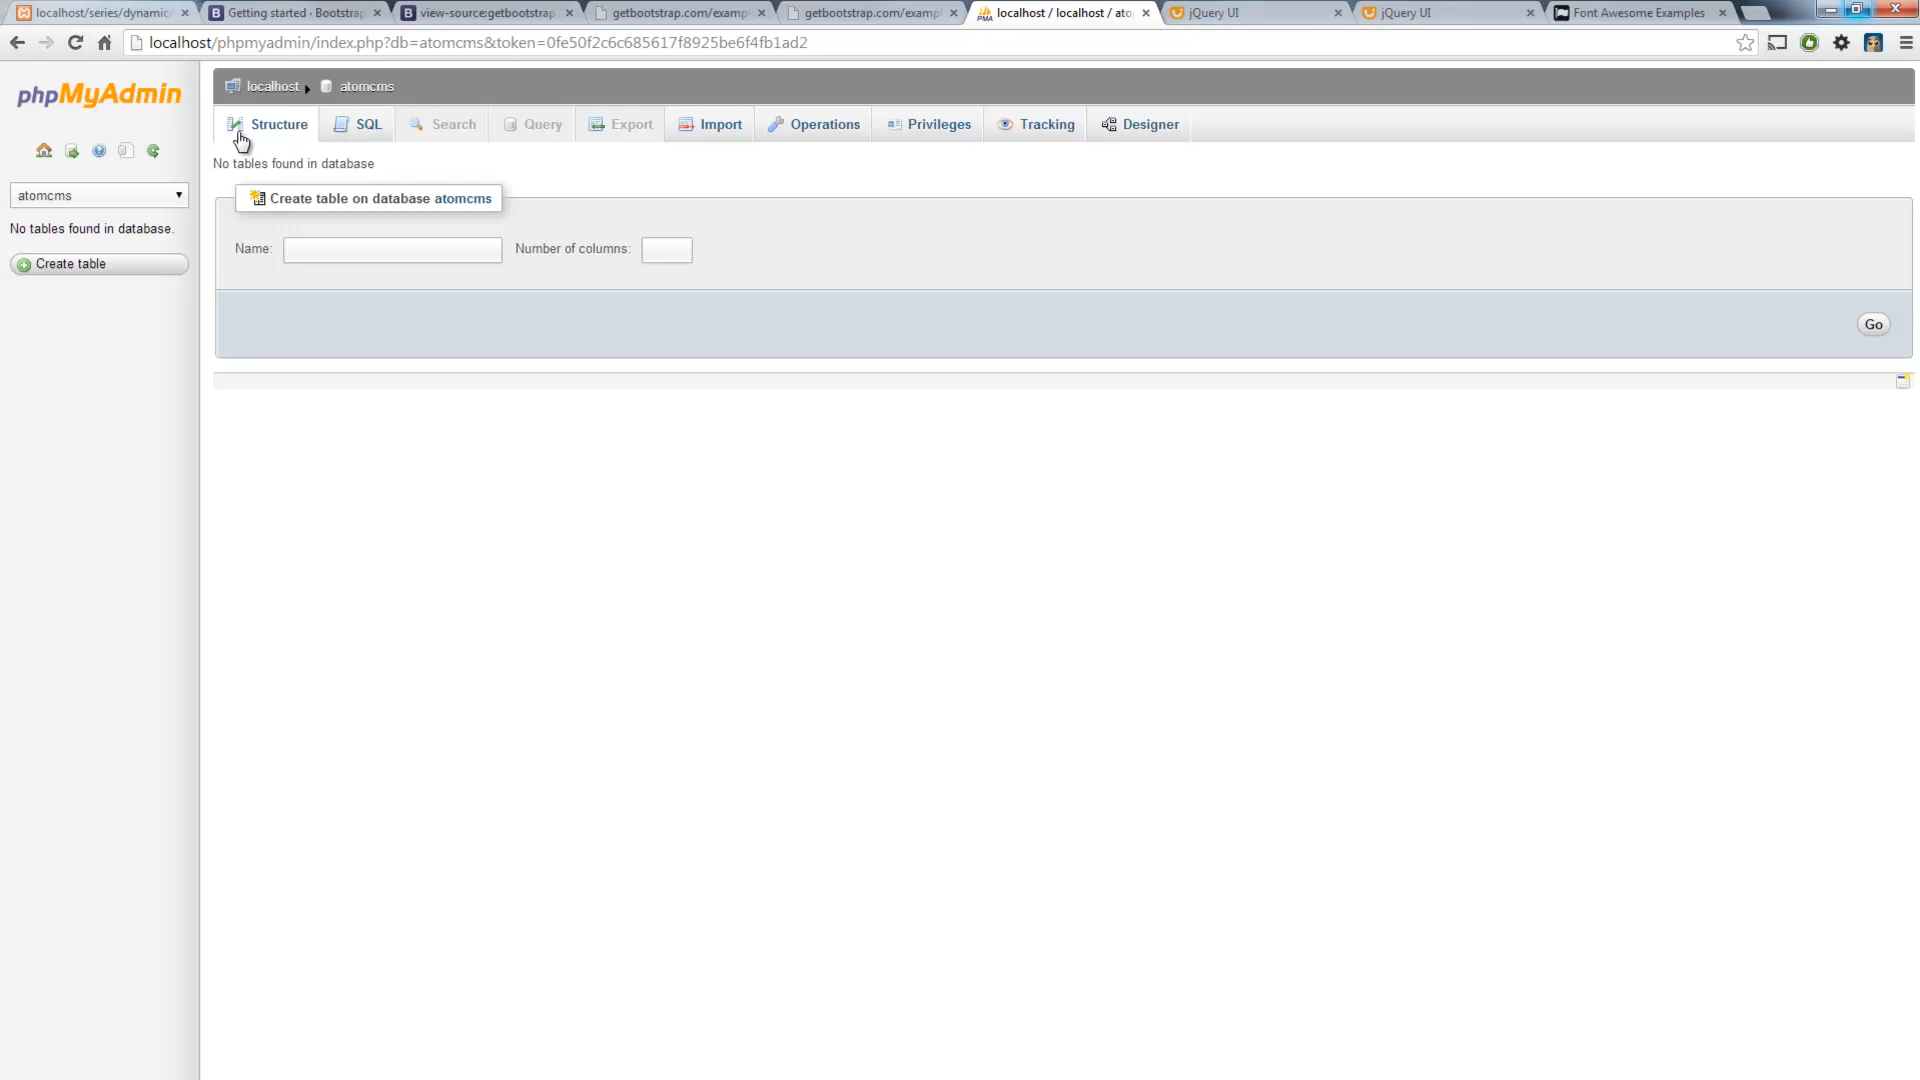 localhost/series/dynamic/
Getting started · Bootstrap
view-source:getbootstrap
getbootstrap.com/exampl
getbootstrap.com/exampl
localhost / localhost / ato
jQuery UI
jQuery UI
Font Awesome Examples
localhost/phpmyadmin/index.php?db=atomcms&token=0fe50f2c6c685617f8925be6f4fb1ad2
phpMyAdmin
localhost
atomcms
Structure
SQL
Search
Query
Export
Import
Operations
Privileges
Tracking
Designer
No tables found in database
atomcms
No tables found in database.
Create table
Create table on database atomcms
Name:
Number of columns:
Go